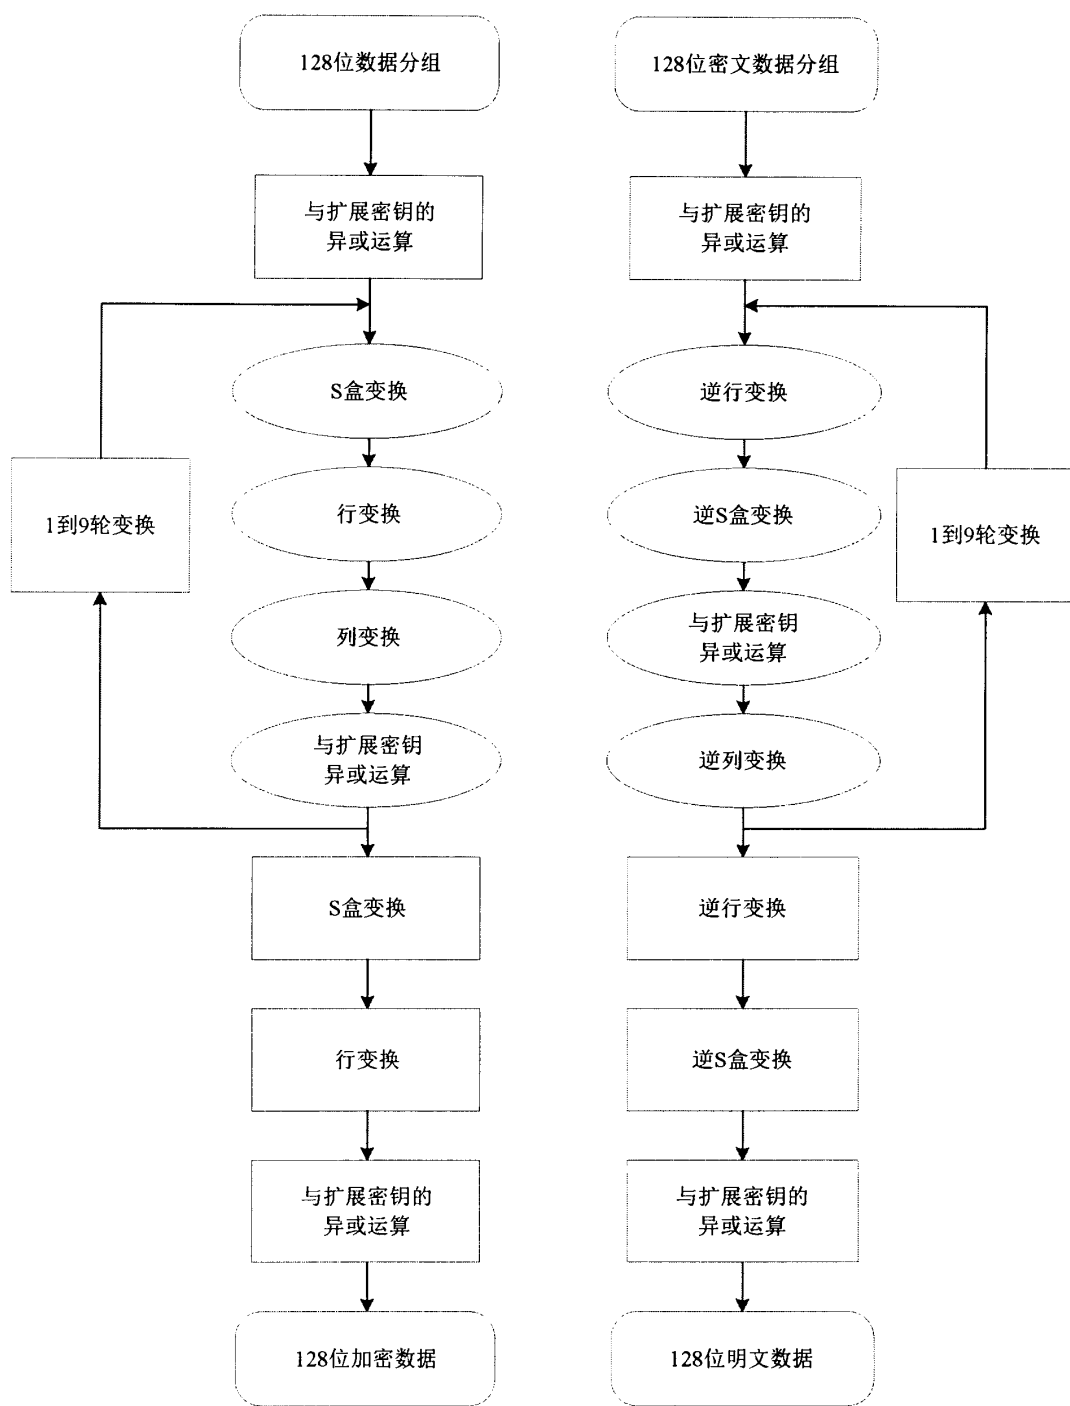 128位数据分组
与扩展密钥的
异或运算
S盒变换
行变换
列变换
与扩展密钥
异或运算
1到9轮变换
S盒变换
行变换
与扩展密钥的
异或运算
128位加密数据
128位密文数据分组
与扩展密钥的
异或运算
逆行变换
逆S盒变换
与扩展密钥
异或运算
逆列变换
1到9轮变换
逆行变换
逆S盒变换
与扩展密钥的
异或运算
128位明文数据